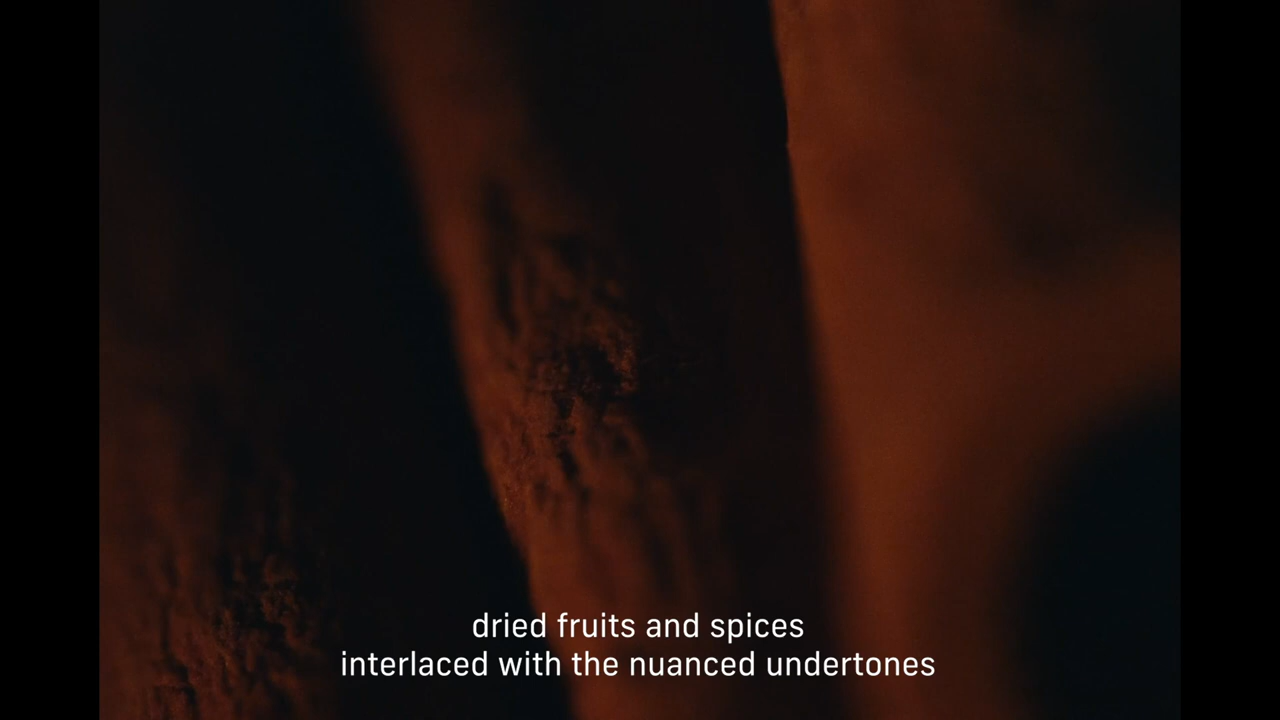 dried fruits and spices
interlaced with the nuanced undertones